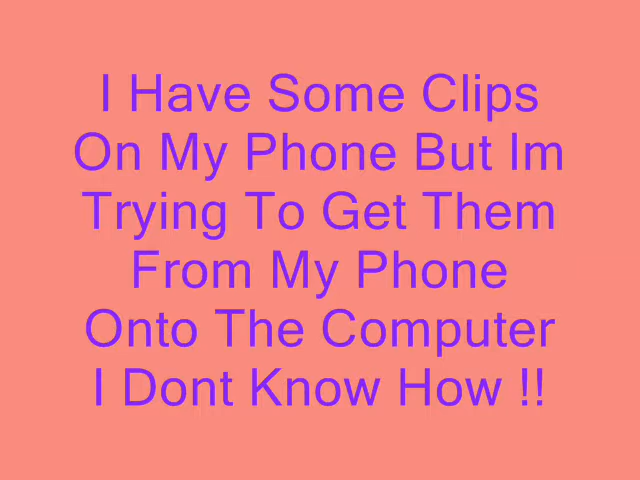 I Have Some Clips
On My Phone But Im
Trying To Get Them
From My Phone
Onto The Computer
I Dont Know How !!